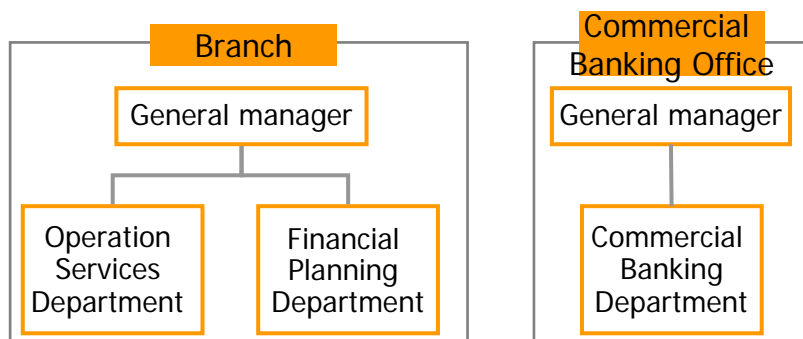 Branch
General manager
Operation
Services
Department
Financial
Planning
Department
Commercial
Banking Office
General manager
Commercial
Banking
Department